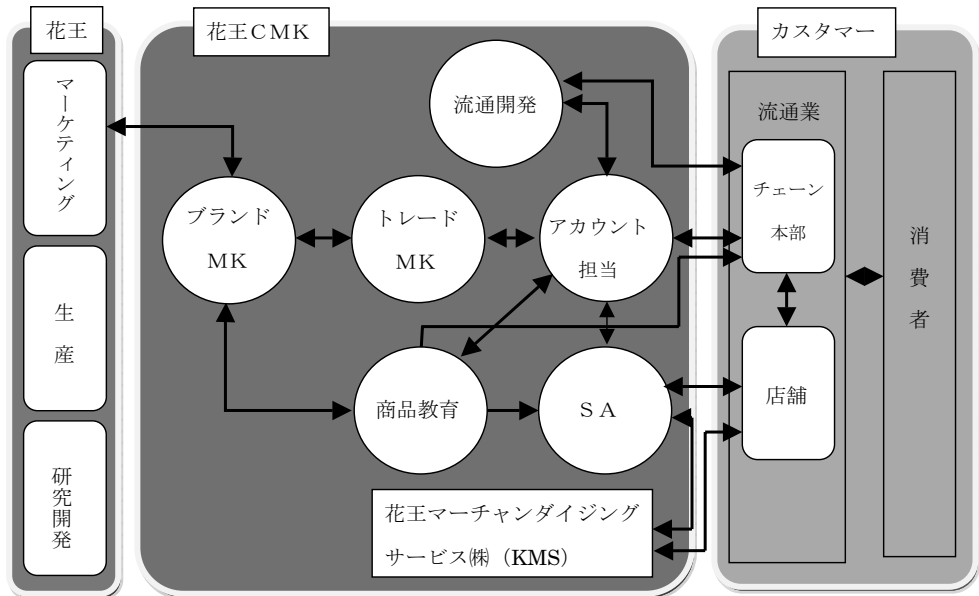 花王
マーケティング
生産
研究開発
花王ＣＭＫ
流通開発
ブランド
ＭＫ
トレード
ＭＫ
アカウント
担当
商品教育
ＳＡ
花王マーチャンダイジング
サービス㈱（KMS）
カスタマー
流通業
チェーン
本部
店舗
消費者